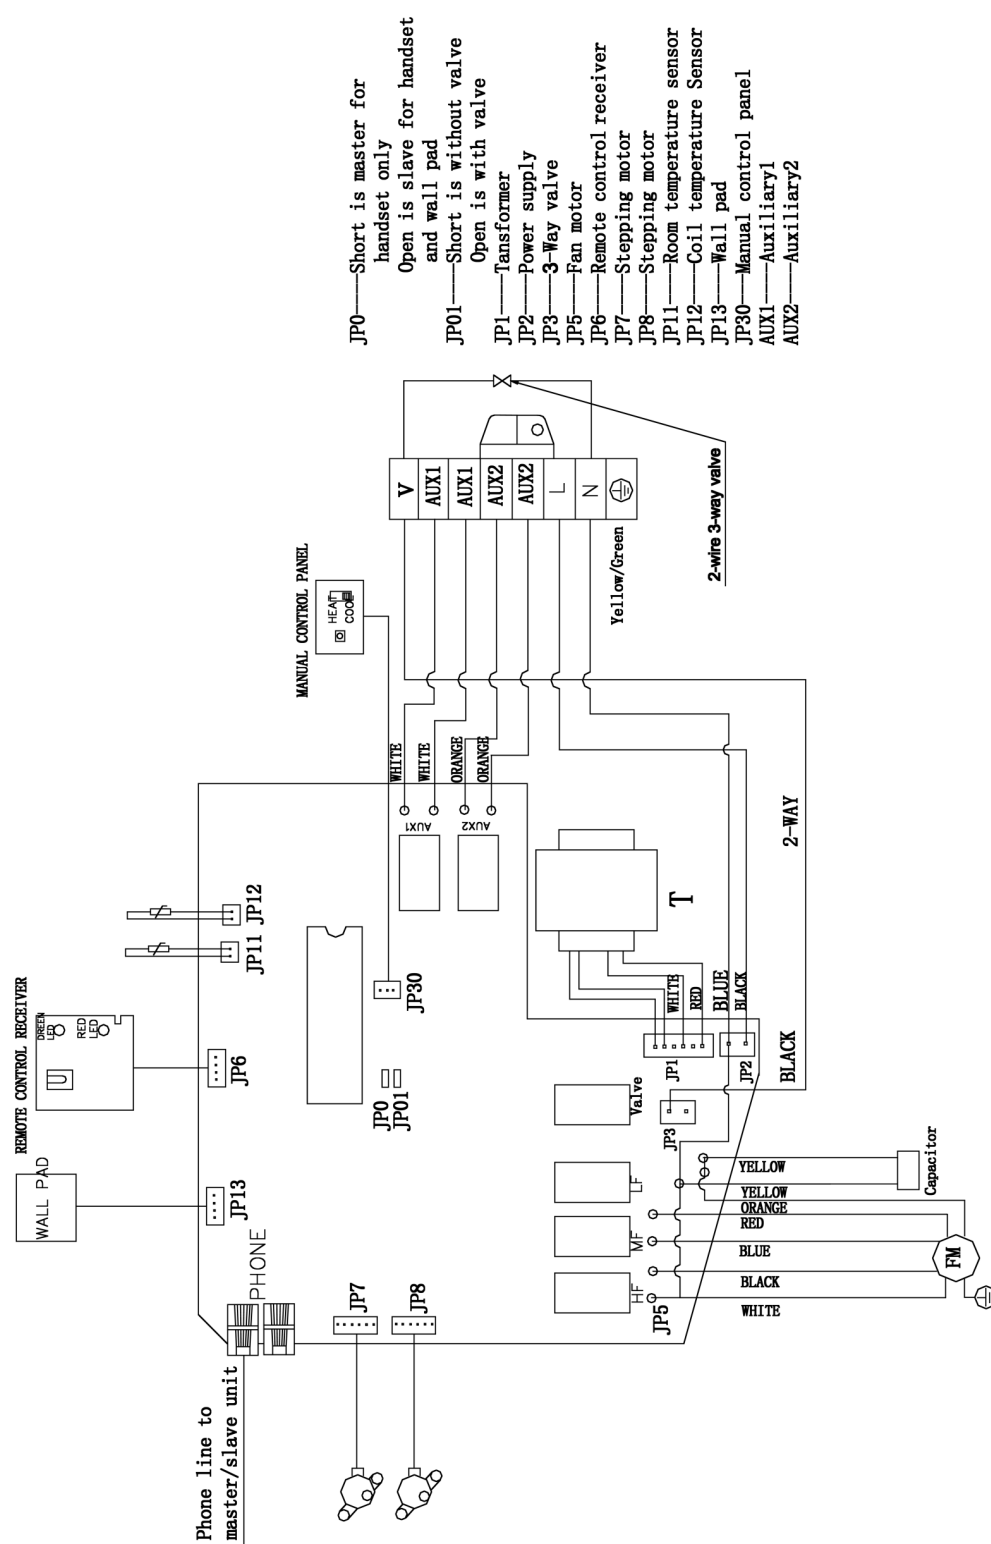 JP0----Short is master for
handset only
Open is slave for handset
and wall pad
JP01----Short is without valve
Open is with valve
JP1----Tansformer
JP2----Power supply
JP3----3-Way valve
JP5----Fan motor
JP6----Remote control receiver
JP7----Stepping motor
JP8----Stepping motor
JP11----Room temperature sensor
JP12----Coil temperature Sensor
JP13----Wall pad
JP30----Manual control panel
AUX1----Auxiliary1
AUX2----Auxiliary2
V
AUX1
AUX1
AUX2
AUX2
L
N
Yellow/Green
2-wire 3-way valve
MANUAL CONTROL PANEL
HEAT
COOL
WHITE
WHITE
ORANGE
ORANGE
AUX1
AUX2
2-WAY
T
JP12
JP11
JP30
REMOTE CONTROL RECEIVER
DREEN
LED
RED
LED
JP6
JP0
JP01
WHITE
RED
BLUE
BLACK
JP1
JP2
BLACK
Valve
JP3
WALL PAD
JP13
LF
MF
HF
JP5
YELLOW
YELLOW
ORANGE
RED
BLUE
BLACK
WHITE
Capacitor
FM
PHONE
JP7
JP8
Phone line to
master/slave unit